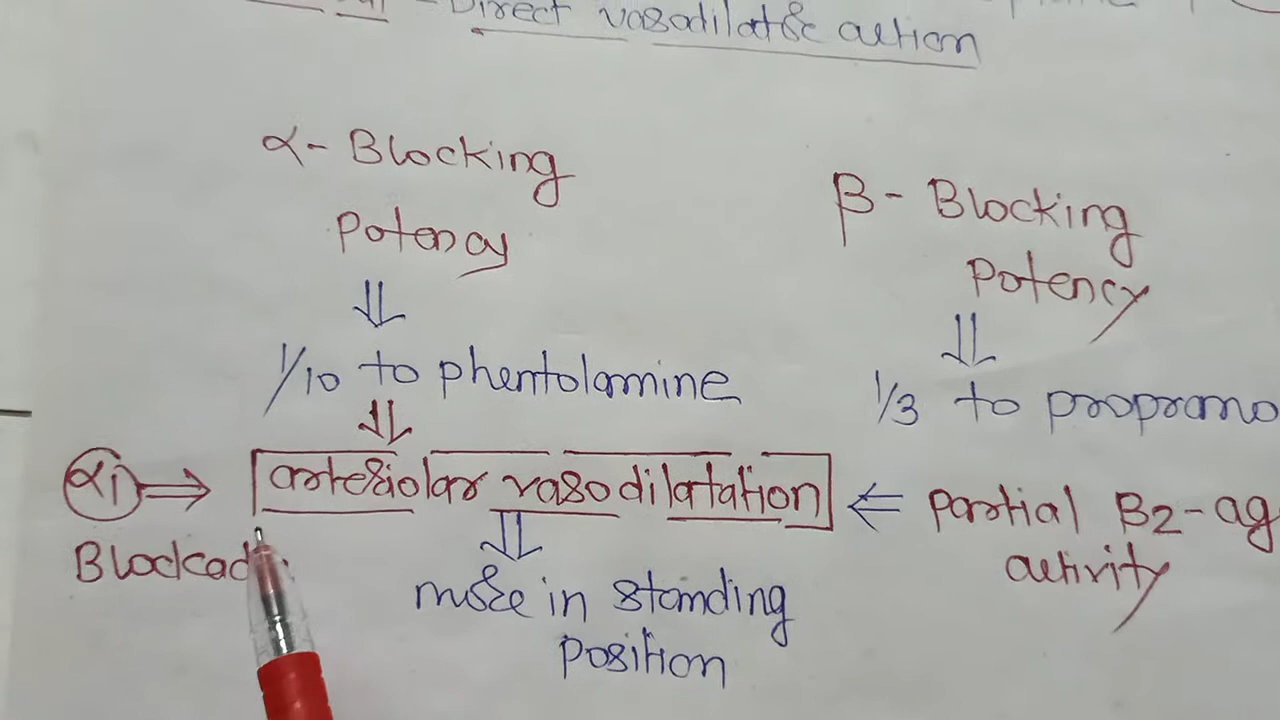 - Direct vasodilator action
α- Blocking
Potency
⇓
1/10 to phentolamine
⇓
β- Blocking
Potency
⇓
1/3 to proprano
α1 ⇒ arteriolar vasodilatation ⇐ Partial β2-ag
Blockad
activity
⇓
more in standing
position